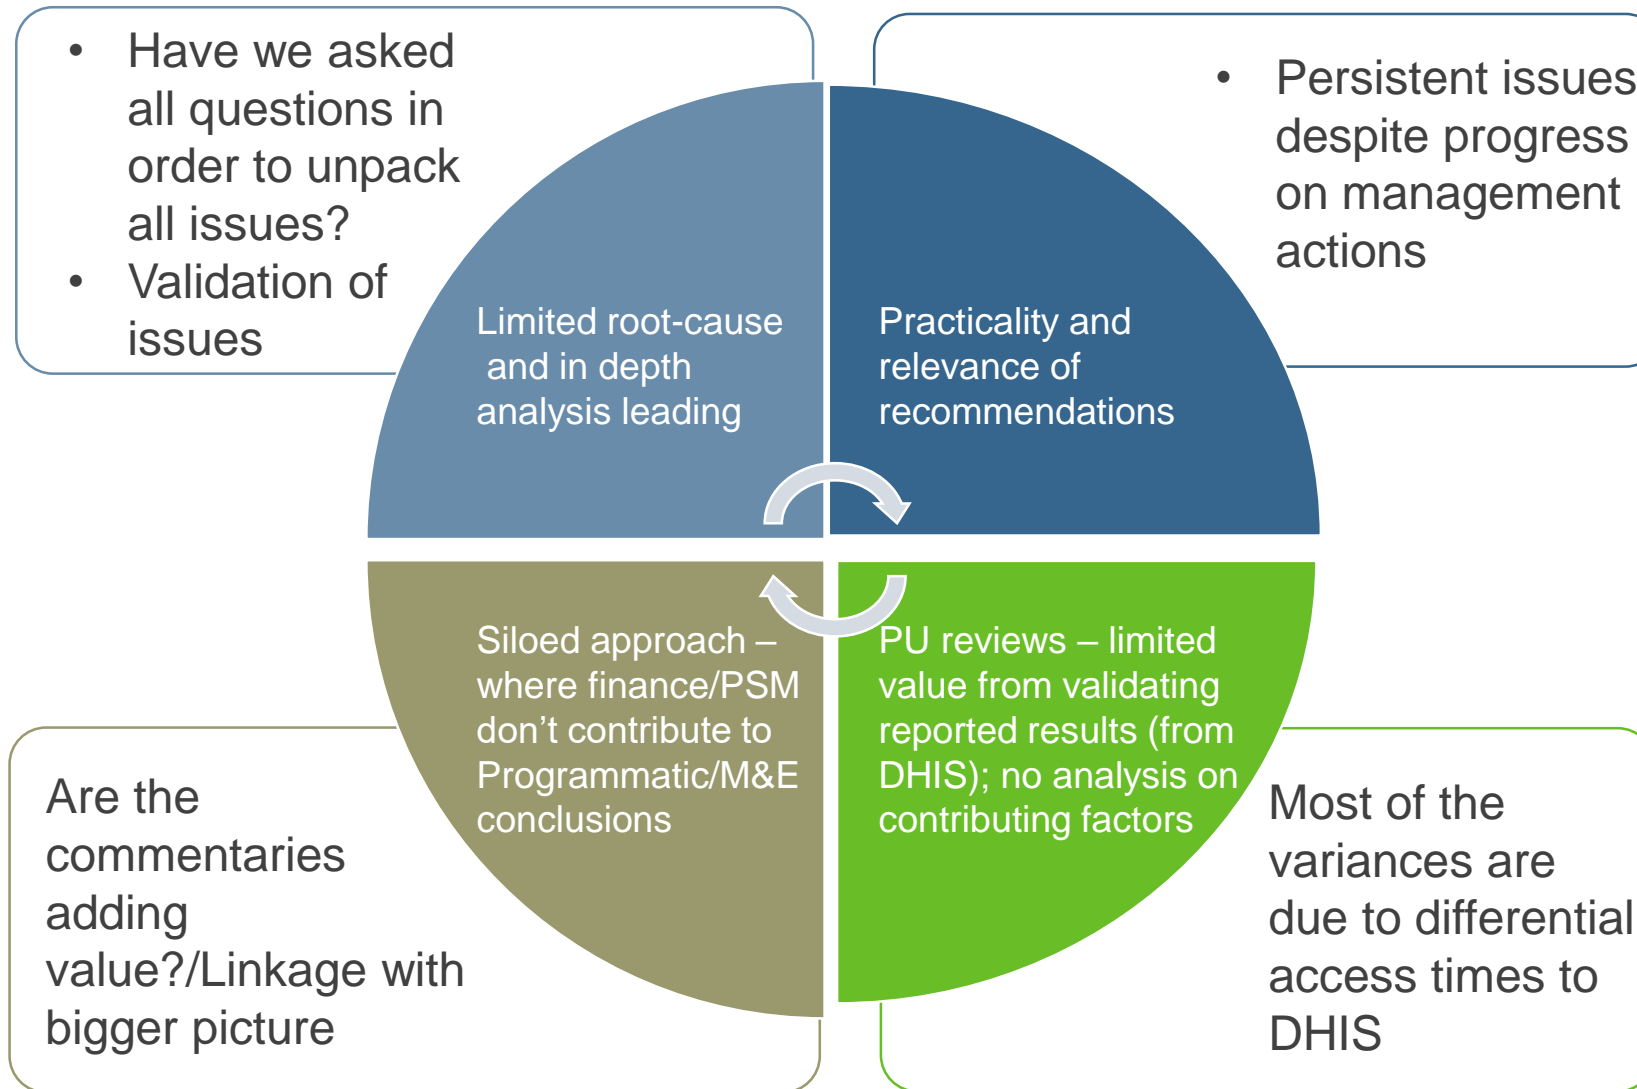 • Have we asked
all questions in
order to unpack
all issues?
• Validation of
issues
• Persistent issues
despite progress
on management
actions
Limited root-cause
and in depth
analysis leading
Practicality and
relevance of
recommendations
Siloed approach –
where finance/PSM
don’t contribute to
Programmatic/M&E
conclusions
PU reviews – limited
value from validating
reported results (from
DHIS); no analysis on
contributing factors
Are the
commentaries
adding
value?/Linkage with
bigger picture
Most of the
variances are
due to differential
access times to
DHIS